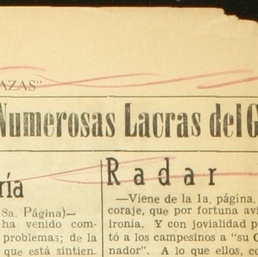 AZAS"
Numerosas Lacras del G
ría
8a. Página)—
ha venido com-
problemas; de la
que está sintien.
Radar
—Viene de la 1a. página.
coraje, que por fortuna avi
ironía. Y con jovialidad p
tó a los campesinos a "su G
nador". A lo que ellos, co